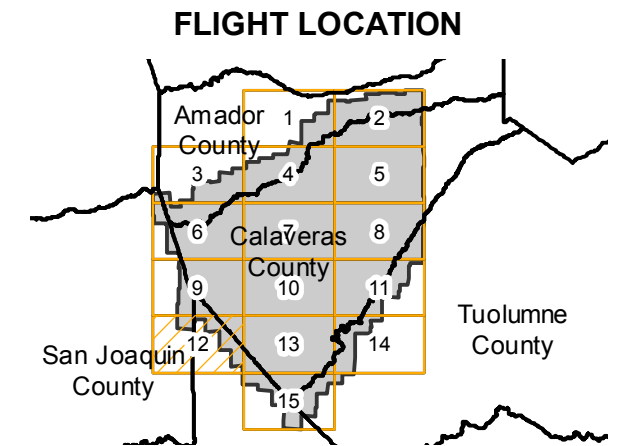 FLIGHT LOCATION
Amador
County
1
2
3
4
5
6
7
8
Calaveras
County
9
10
11
12
13
14
15
San Joaquin
County
Tuolumne
County